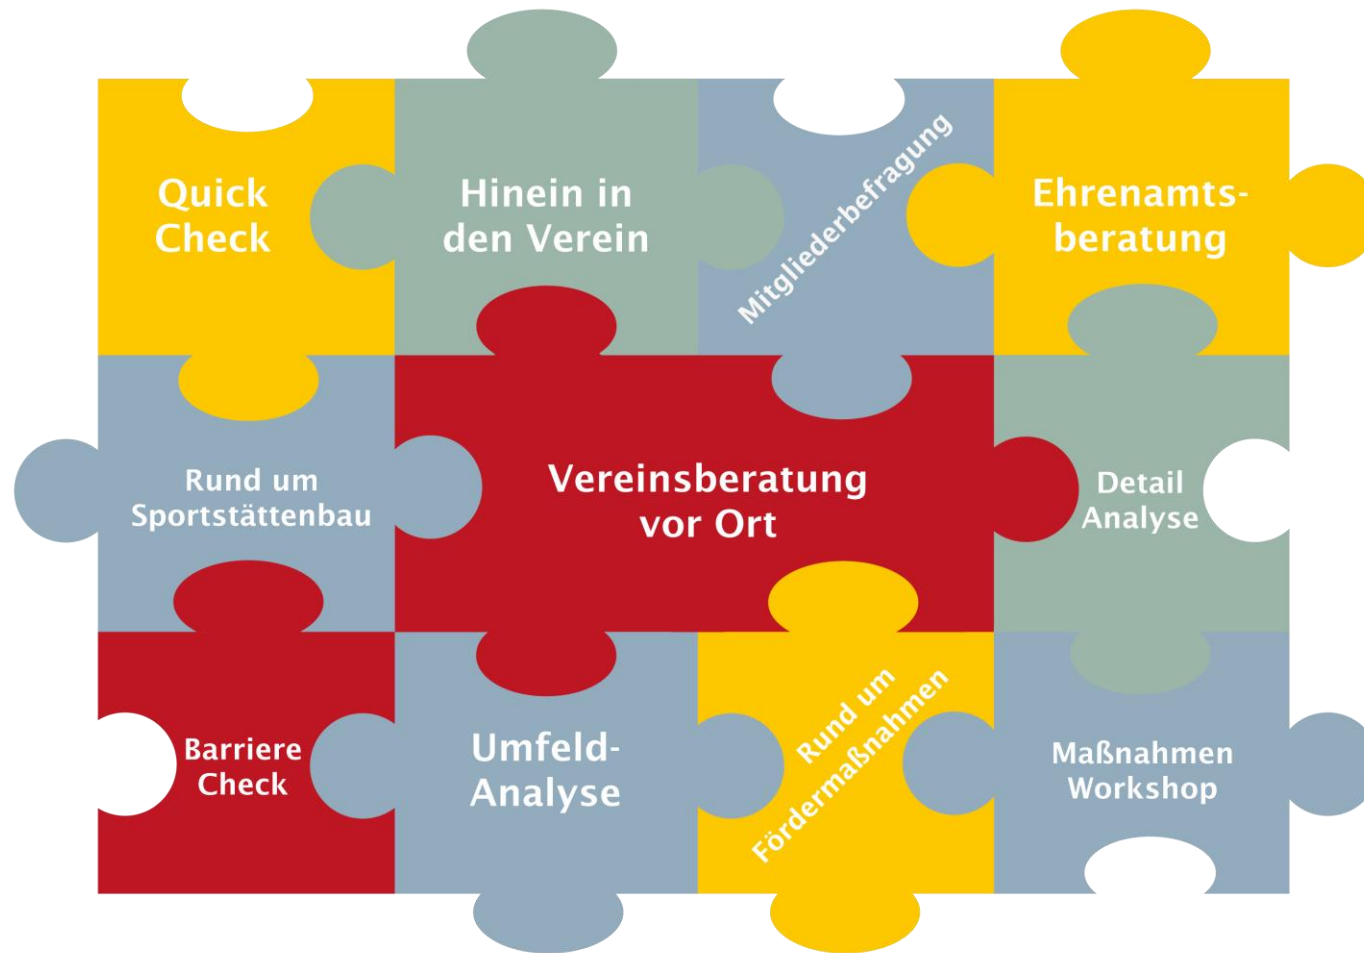 Quick
Check
Hinein in
den Verein
Mitgliederbefragung
Ehrenamts-
beratung
Rund um
Sportstättenbau
Vereinsberatung
vor Ort
Detail
Analyse
Barriere
Check
Umfeld-
Analyse
Rund um
Fördermaßnahmen
Maßnahmen
Workshop